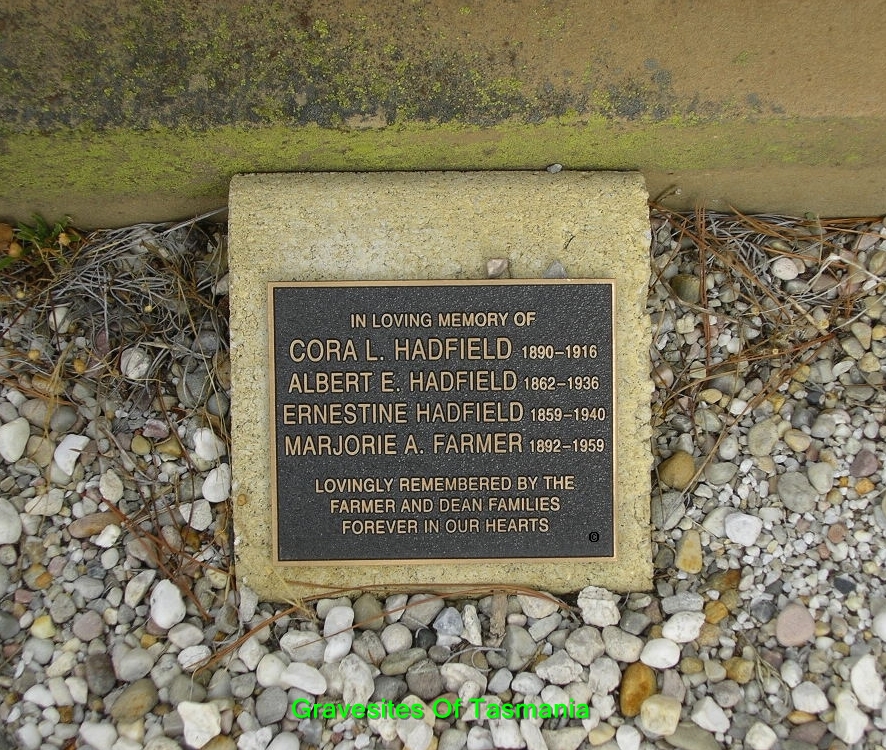 IN LOVING MEMORY OF
CORA L. HADFIELD 1890–1916
ALBERT E. HADFIELD 1862–1936
ERNESTINE HADFIELD 1859–1940
MARJORIE A. FARMER 1892–1959
LOVINGLY REMEMBERED BY THE
FARMER AND DEAN FAMILIES
FOREVER IN OUR HEARTS
Gravesites Of Tasmania